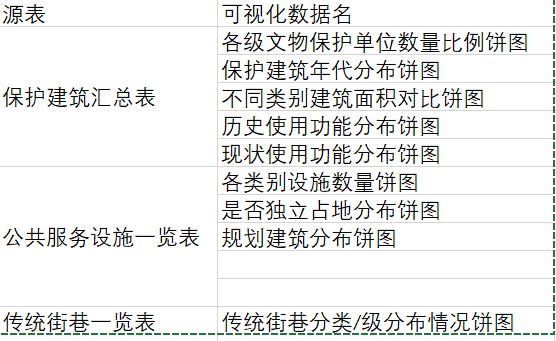 源表
可视化数据名
保护建筑汇总表
各级文物保护单位数量比例饼图
保护建筑年代分布饼图
不同类别建筑面积对比饼图
历史使用功能分布饼图
现状使用功能分布饼图
公共服务设施一览表
各类别设施数量饼图
是否独立占地分布饼图
规划建筑分布饼图
传统街巷一览表
传统街巷分类/级分布情况饼图